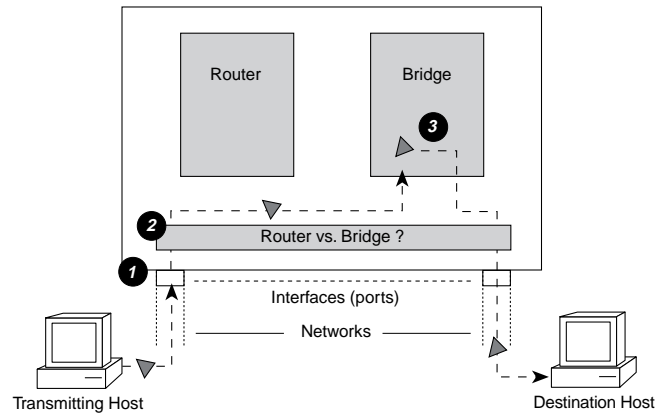 Router
Bridge
3
2
Router vs. Bridge ?
1
Interfaces (ports)
Networks
Transmitting Host
Destination Host